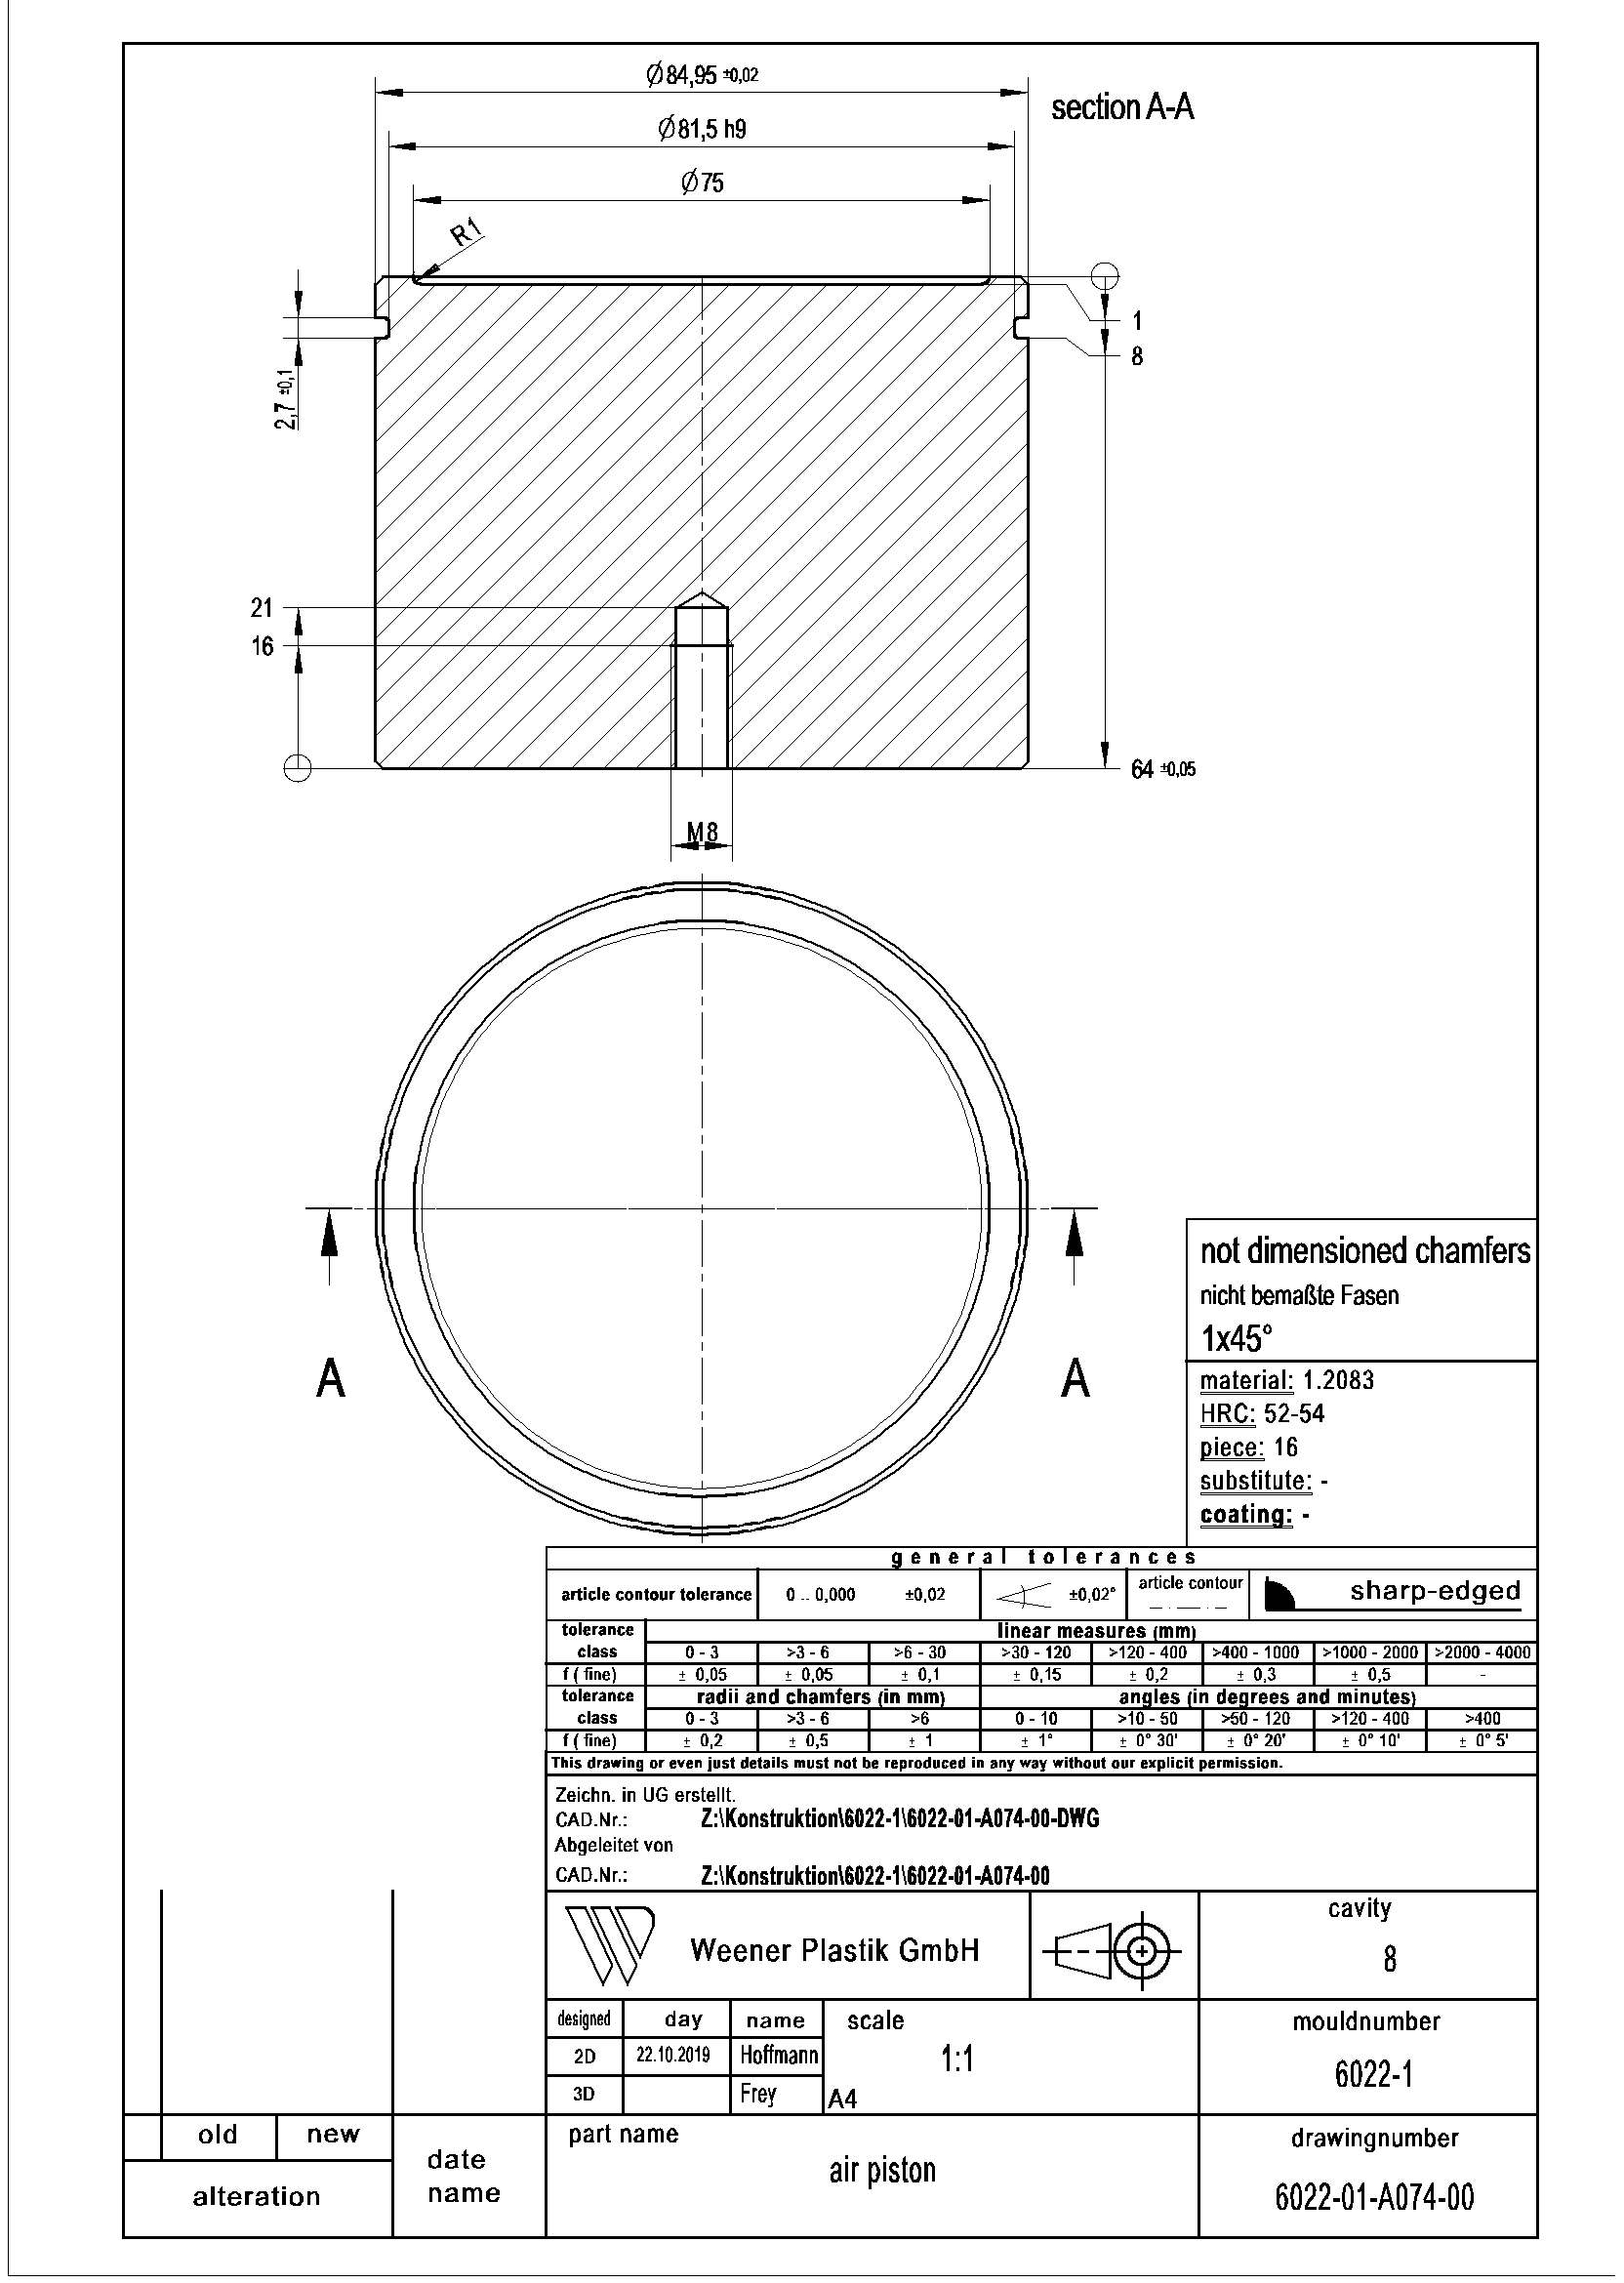 Ø84,95 ±0,02
section A-A
Ø81,5 h9
Ø75
R1
1
8
2,7 ±0,1
21
16
64 ±0,05
M8
A
A
not dimensioned chamfers
nicht bemaßte Fasen
1x45°
material: 1.2083
HRC: 52-54
piece: 16
substitute: -
coating: -
general tolerances
article contour tolerance 0 .. 0,000 ±0,02 ±0,02° article contour sharp-edged
tolerance class linear measures (mm)
0 - 3 >3 - 6 >6 - 30 >30 - 120 >120 - 400 >400 - 1000 >1000 - 2000 >2000 - 4000
f ( fine) ± 0,05 ± 0,05 ± 0,1 ± 0,15 ± 0,2 ± 0,3 ± 0,5 -
tolerance class radii and chamfers (in mm) angles (in degrees and minutes)
0 - 3 >3 - 6 >6 0 - 10 >10 - 50 >50 - 120 >120 - 400 >400
f ( fine) ± 0,2 ± 0,5 ± 1 ± 1° ± 0° 30' ± 0° 20' ± 0° 10' ± 0° 5'
This drawing or even just details must not be reproduced in any way without our explicit permission.
Zeichn. in UG erstellt.
CAD.Nr.: Z:\Konstruktion\6022-1\6022-01-A074-00-DWG
Abgeleitet von
CAD.Nr.: Z:\Konstruktion\6022-1\6022-01-A074-00
Weener Plastik GmbH
cavity
8
designed day name scale
2D 22.10.2019 Hoffmann 1:1
3D Frey A4
mouldnumber
6022-1
old new
alteration
date
name
part name
air piston
drawingnumber
6022-01-A074-00